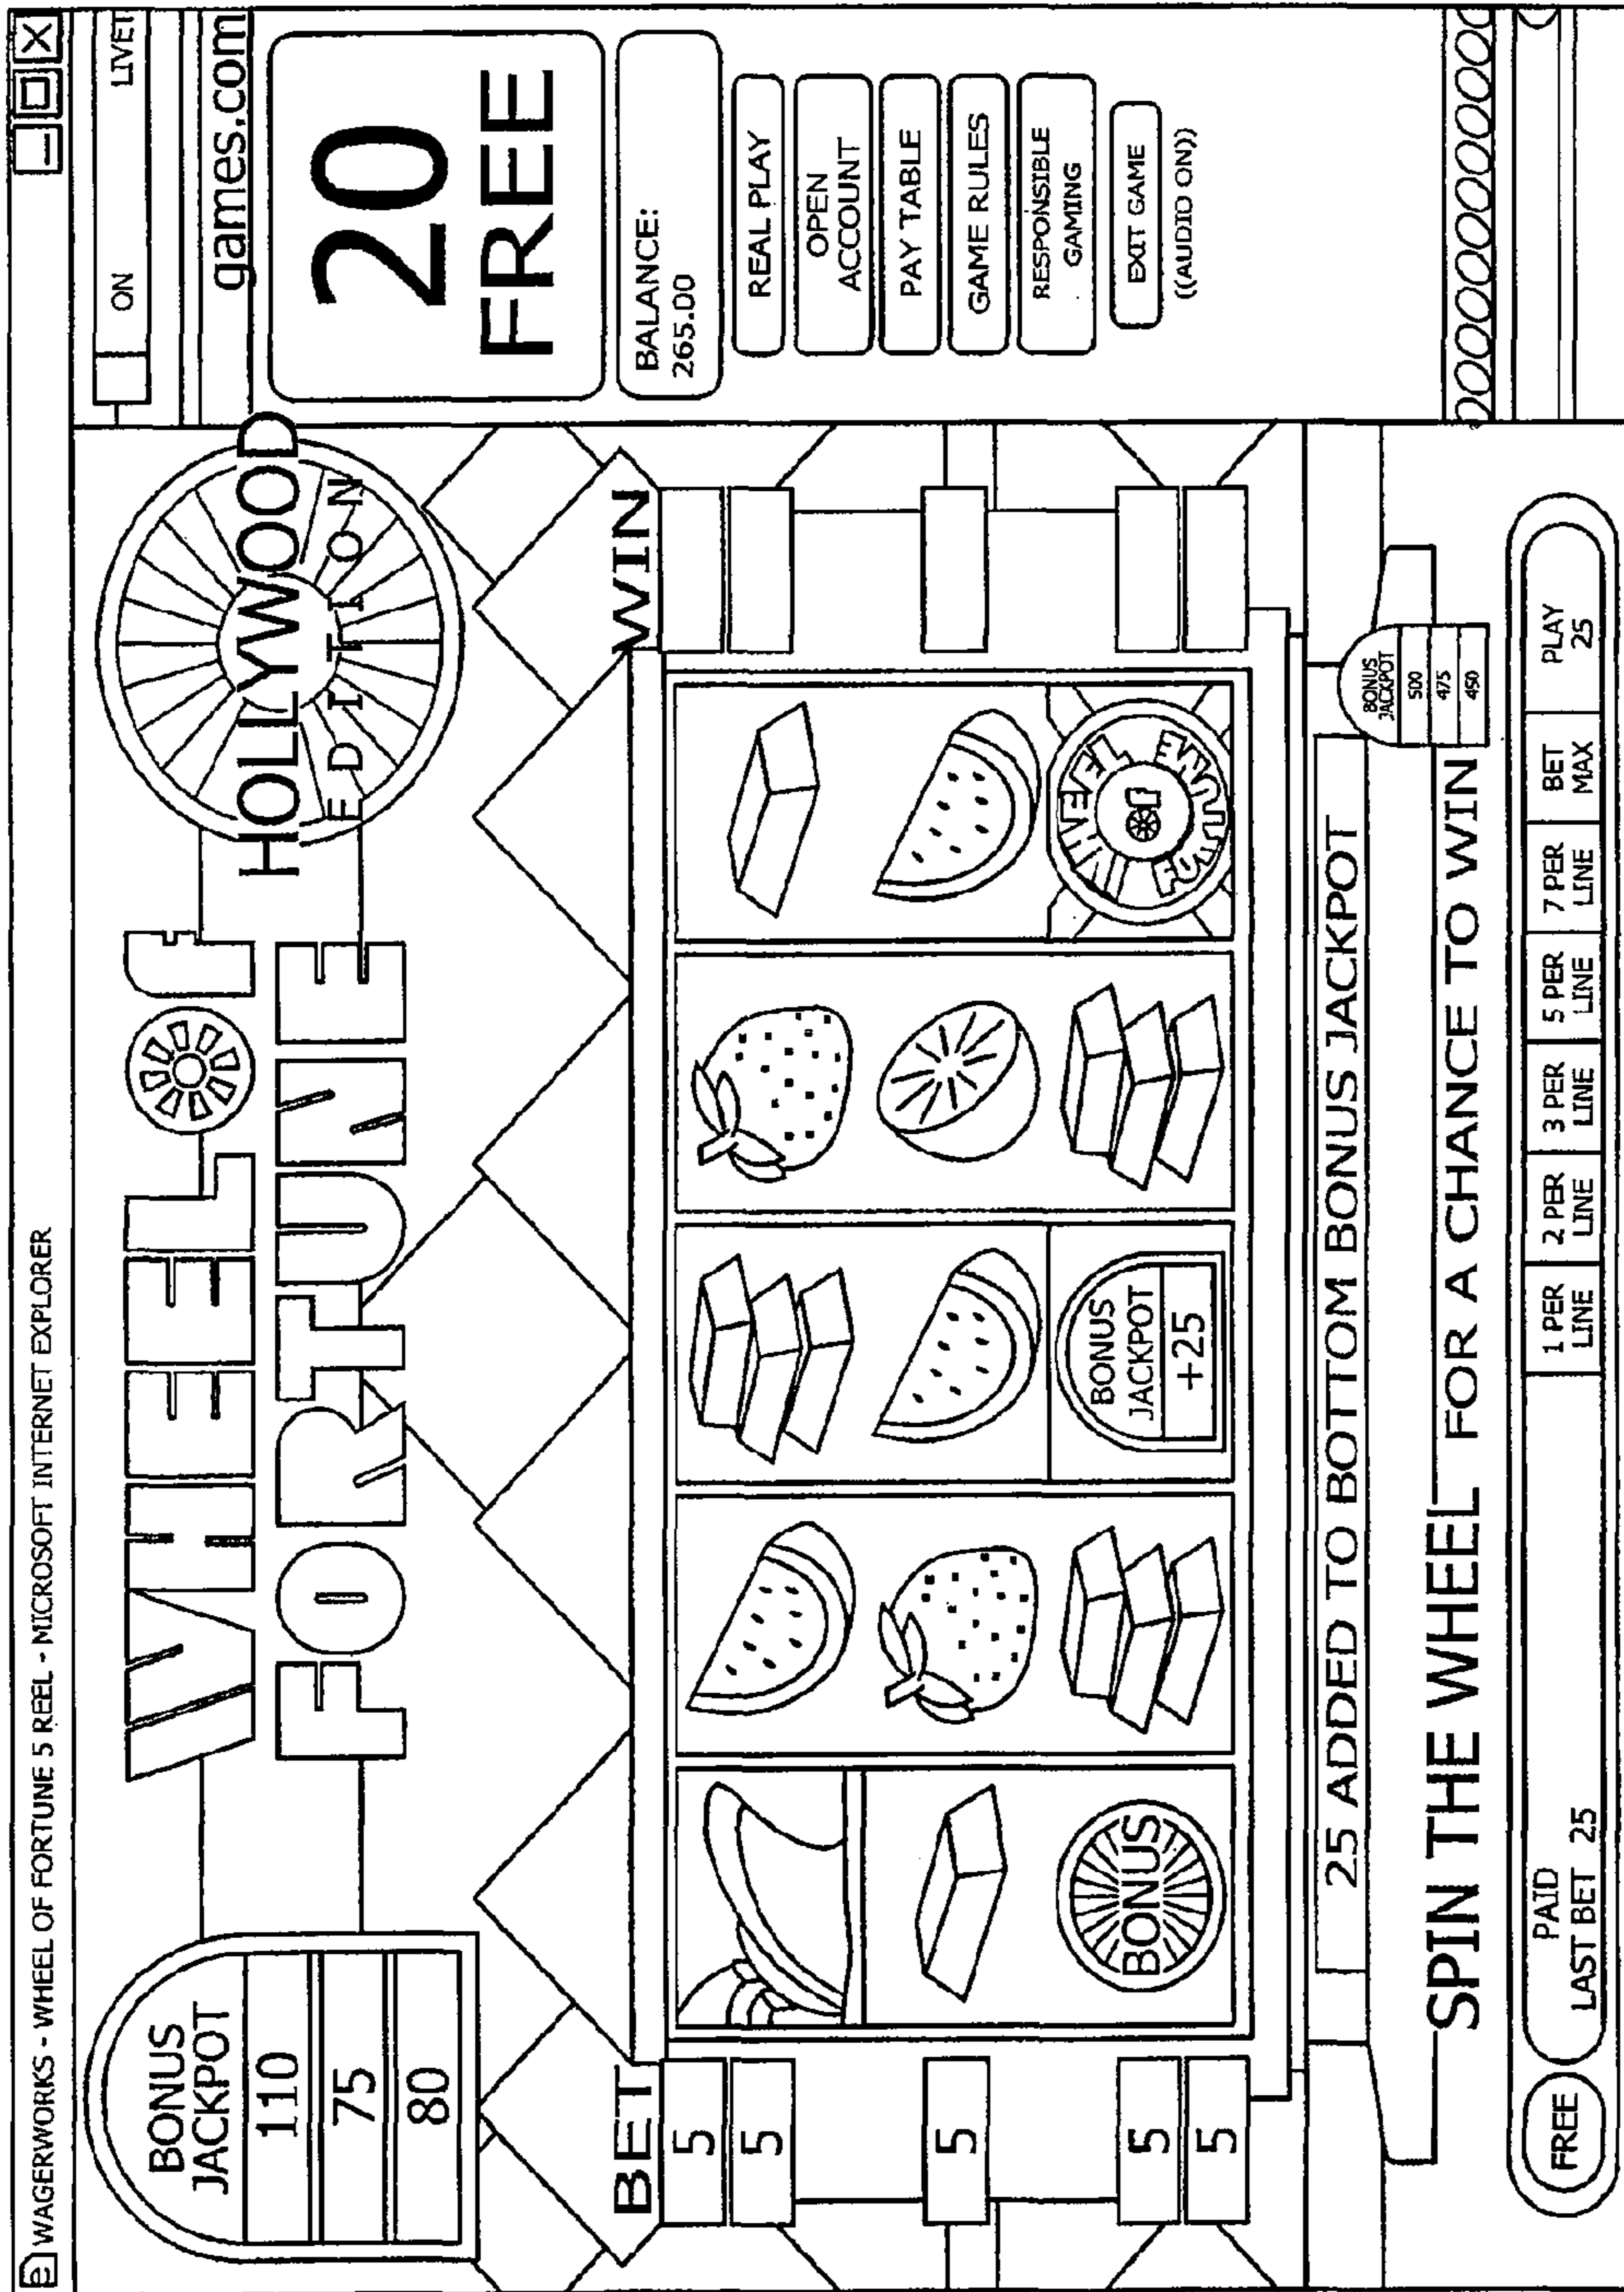 WAGERWORKS - WHEEL OF FORTUNE 5 REEL - MICROSOFT INTERNET EXPLORER
ON LIVET
games.com
BONUS
JACKPOT
110
75
80
WHEEL OF
FORTUNE
HOLLYWOOD
EDITION
20
FREE
BALANCE:
265.00
REAL PLAY
OPEN
ACCOUNT
PAY TABLE
GAME RULES
RESPONSIBLE
GAMING
EXIT GAME
((AUDIO ON))
BET
WIN
5
5
5
5
5
BONUS
BONUS
JACKPOT
+25
WHEEL
OF
FORTUNE
25 ADDED TO BOTTOM BONUS JACKPOT
BONUS
JACKPOT
500
475
450
SPIN THE WHEEL FOR A CHANCE TO WIN
FREE
PAID
LAST BET 25
1 PER
LINE
2 PER
LINE
3 PER
LINE
5 PER
LINE
7 PER
LINE
BET
MAX
PLAY
25